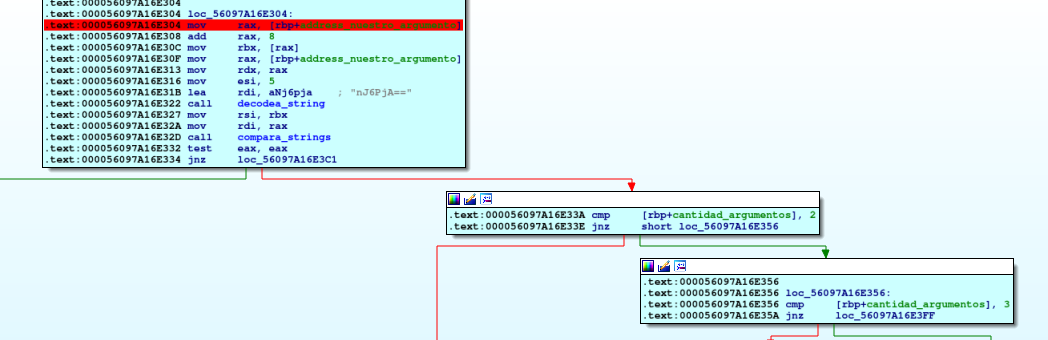 .text:000056097A16E304
.text:000056097A16E304 loc_56097A16E304:
.text:000056097A16E304 mov rax, [rbp+address_nuestro_argumento]
.text:000056097A16E308 add rax, 8
.text:000056097A16E30C mov rbx, [rax]
.text:000056097A16E30F mov rax, [rbp+address_nuestro_argumento]
.text:000056097A16E313 mov rdx, rax
.text:000056097A16E316 mov esi, 5
.text:000056097A16E31B lea rdi, aNj6pja ; "nJ6PjA=="
.text:000056097A16E322 call decodea_string
.text:000056097A16E327 mov rsi, rbx
.text:000056097A16E32A mov rdi, rax
.text:000056097A16E32D call compara_strings
.text:000056097A16E332 test eax, eax
.text:000056097A16E334 jnz loc_56097A16E3C1
.text:000056097A16E33A cmp [rbp+cantidad_argumentos], 2
.text:000056097A16E33E jnz short loc_56097A16E356
.text:000056097A16E356
.text:000056097A16E356 loc_56097A16E356:
.text:000056097A16E356 cmp [rbp+cantidad_argumentos], 3
.text:000056097A16E35A jnz loc_56097A16E3FF